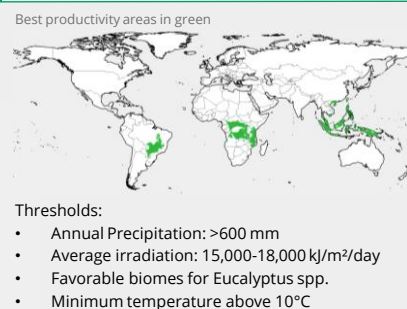 Best productivity areas in green
Thresholds:
• Annual Precipitation: >600 mm
• Average irradiation: 15,000-18,000 kJ/m²/day
• Favorable biomes for Eucalyptus spp.
• Minimum temperature above 10°C